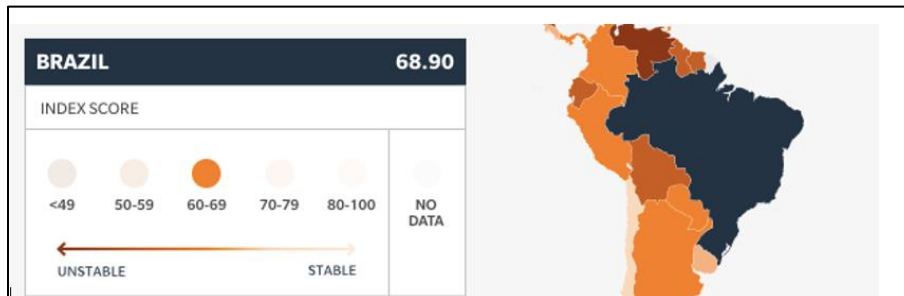 BRAZIL 68.90
INDEX SCORE
<49 50-59 60-69 70-79 80-100 NO DATA
UNSTABLE STABLE